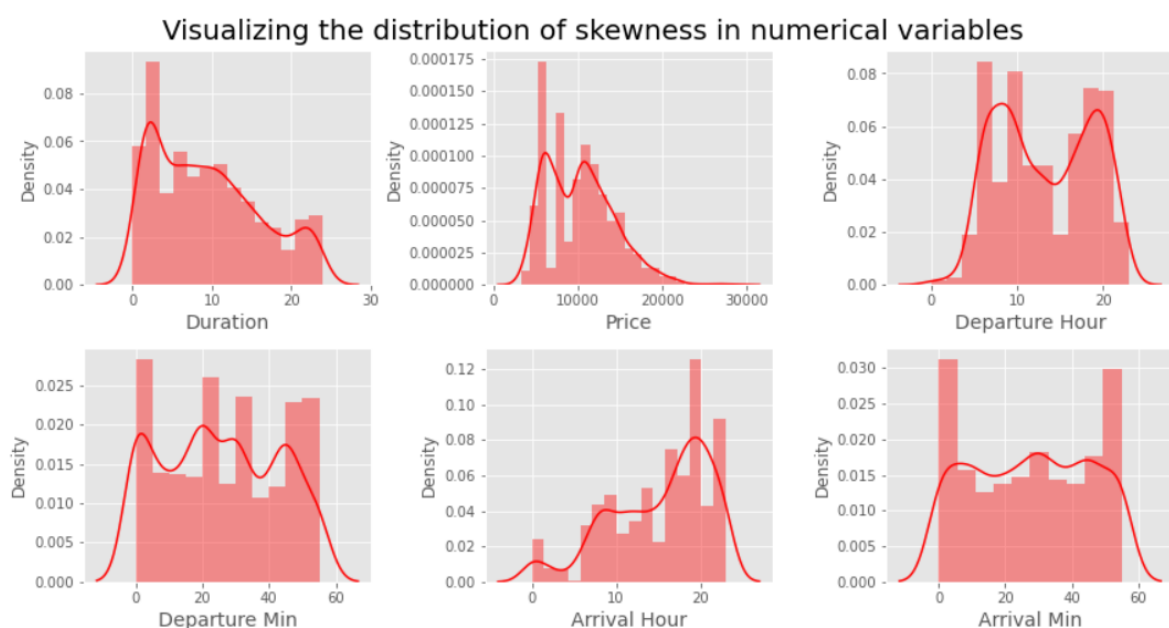 Visualizing the distribution of skewness in numerical variables
0.08
0.06
0.04
0.02
0.00
Density
0 10 20 30
Duration
0.000175
0.000150
0.000125
0.000100
0.000075
0.000050
0.000025
0.000000
Density
0 10000 20000 30000
Price
0.08
0.06
0.04
0.02
0.00
Density
0 10 20
Departure Hour
0.025
0.020
0.015
0.010
0.005
0.000
Density
0 20 40 60
Departure Min
0.12
0.10
0.08
0.06
0.04
0.02
0.00
Density
0 10 20
Arrival Hour
0.030
0.025
0.020
0.015
0.010
0.005
0.000
Density
0 20 40 60
Arrival Min